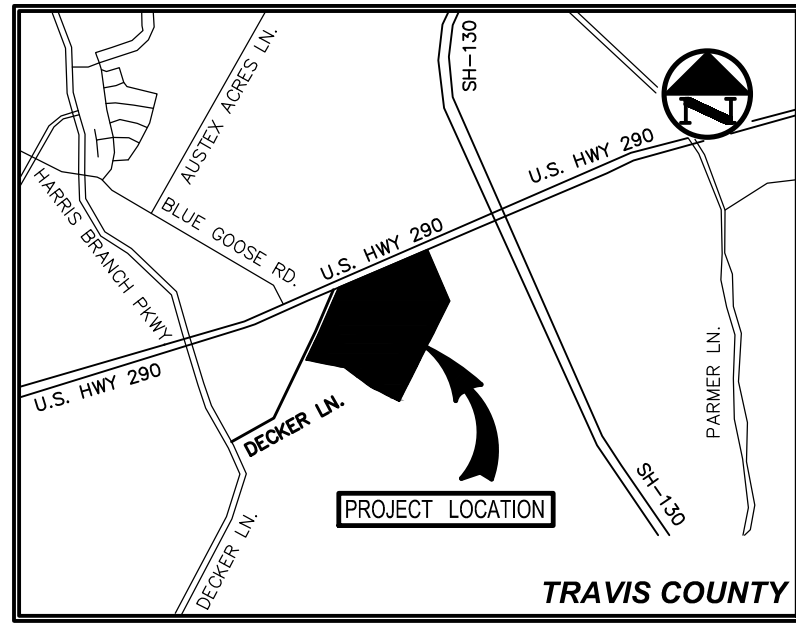 AUSTEX ACRES LN.
SH-130
N
U.S. HWY 290
HARRIS BRANCH PKWY
BLUE GOOSE RD.
U.S. HWY 290
U.S. HWY 290
DECKER LN.
PARMER LN.
SH-130
PROJECT LOCATION
DECKER LN.
TRAVIS COUNTY